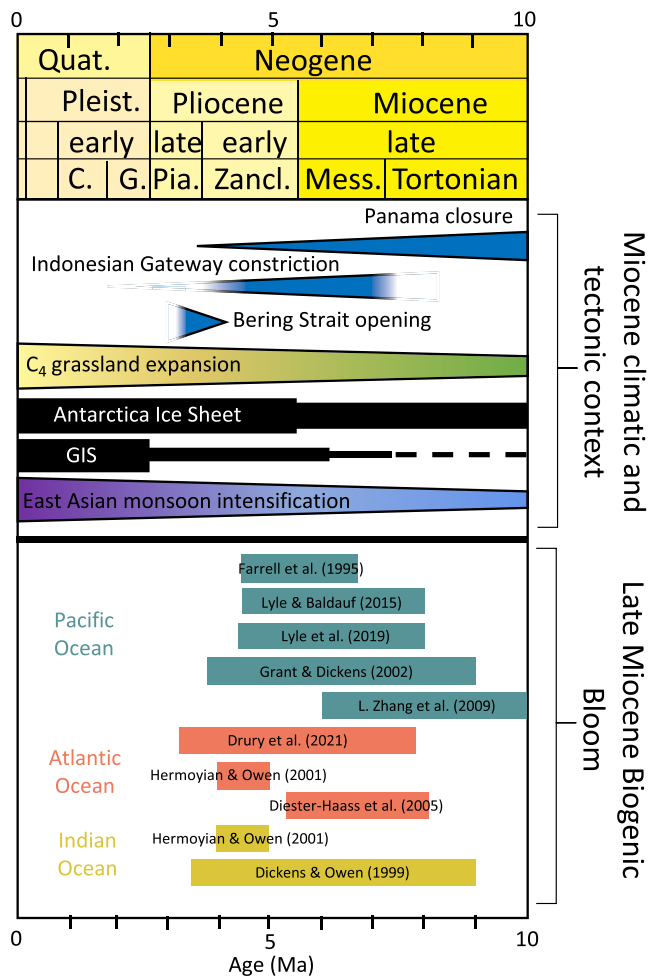 0 5 10
Quat. Neogene
Pleist. Pliocene Miocene
early late early late
C. G. Pia. Zancl. Mess. Tortonian
Panama closure
Indonesian Gateway constriction
Bering Strait opening
C4 grassland expansion
Antarctica Ice Sheet
GIS
East Asian monsoon intensification
Miocene climatic and
tectonic context
Farrell et al. (1995)
Lyle & Baldauf (2015)
Pacific
Ocean
Lyle et al. (2019)
Grant & Dickens (2002)
L. Zhang et al. (2009)
Drury et al. (2021)
Atlantic
Ocean
Hermoyian & Owen (2001)
Diester-Haass et al. (2005)
Indian
Ocean
Hermoyian & Owen (2001)
Dickens & Owen (1999)
Late Miocene Biogenic
Bloom
0 5 10
Age (Ma)